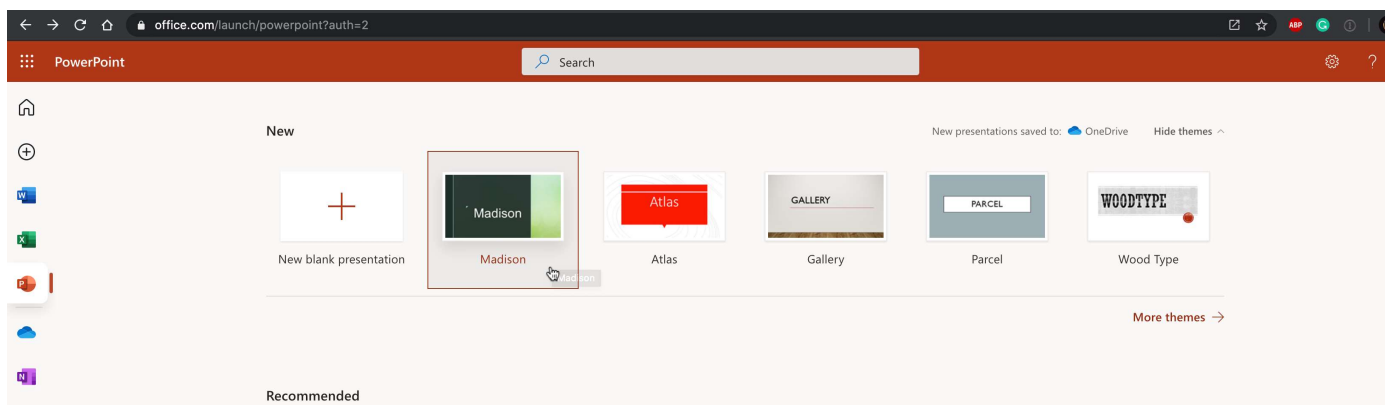 office.com/launch/powerpoint?auth=2
ABP
PowerPoint
Search
New
New presentations saved to: OneDrive Hide themes
Madison
Atlas
GALLERY
PARCEL
WOODTYPE
New blank presentation
Madison
Atlas
Gallery
Parcel
Wood Type
Madison
More themes
Recommended
W
X
P
N